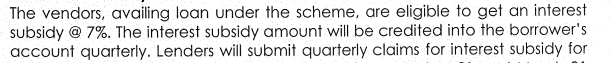 The vendors, availing loan under the scheme, are eligible to get an interest
subsidy @ 7%. The interest subsidy amount will be credited into the borrower's
account quarterly. Lenders will submit quarterly claims for interest subsidy for